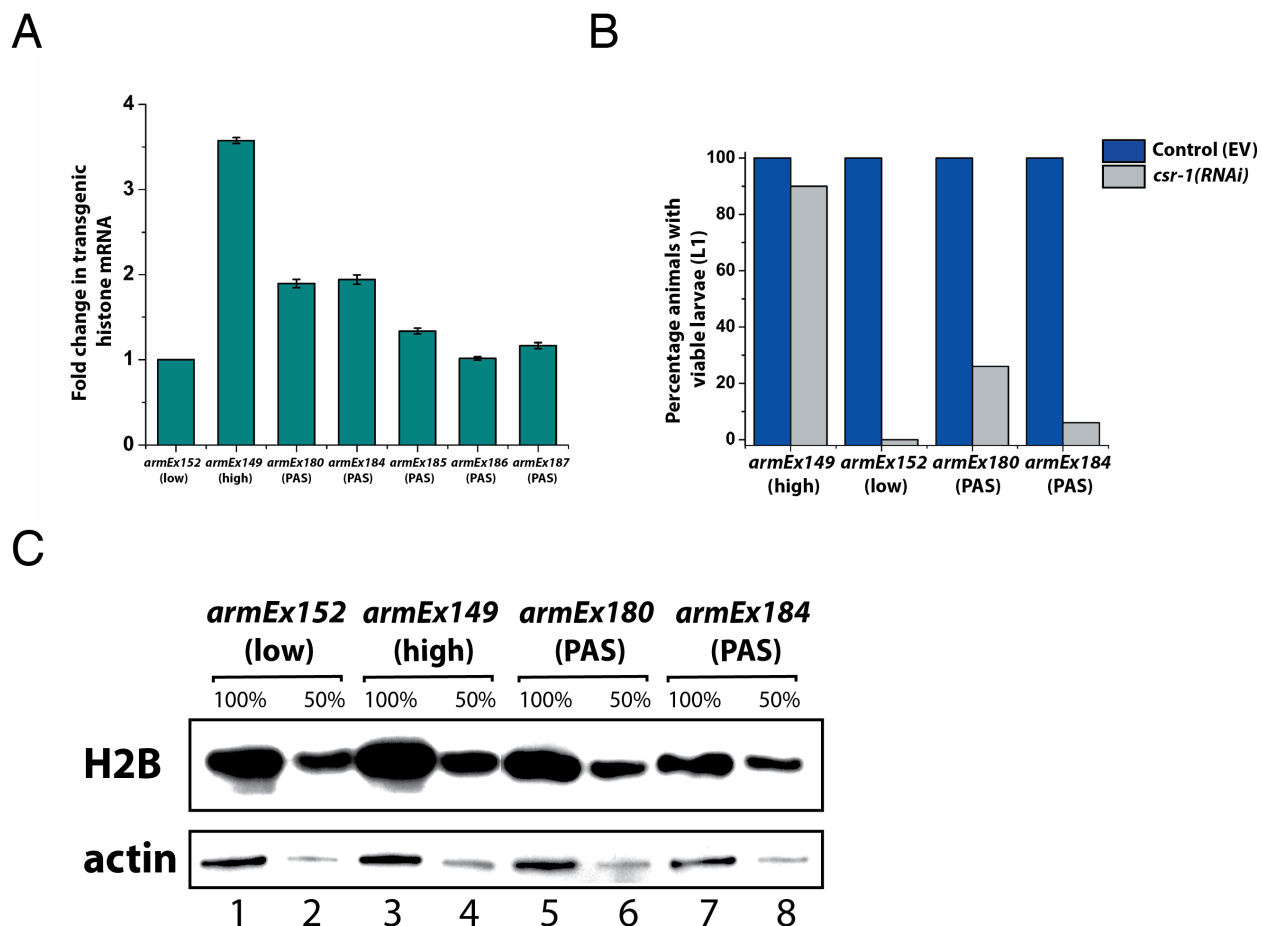 A
B
4
3
2
1
0
Fold change in transgenic
histone mRNA
armEx152 armEx149 armEx180 armEx184 armEx185 armEx186 armEx187
(low) (high) (PAS) (PAS) (PAS) (PAS) (PAS)
100
80
60
40
20
0
Percentage animals with
viable larvae (L1)
Control (EV)
csr-1(RNAi)
armEx149 armEx152 armEx180 armEx184
(high) (low) (PAS) (PAS)
C
armEx152 armEx149 armEx180 armEx184
(low) (high) (PAS) (PAS)
100% 50% 100% 50% 100% 50% 100% 50%
H2B
actin
1 2 3 4 5 6 7 8